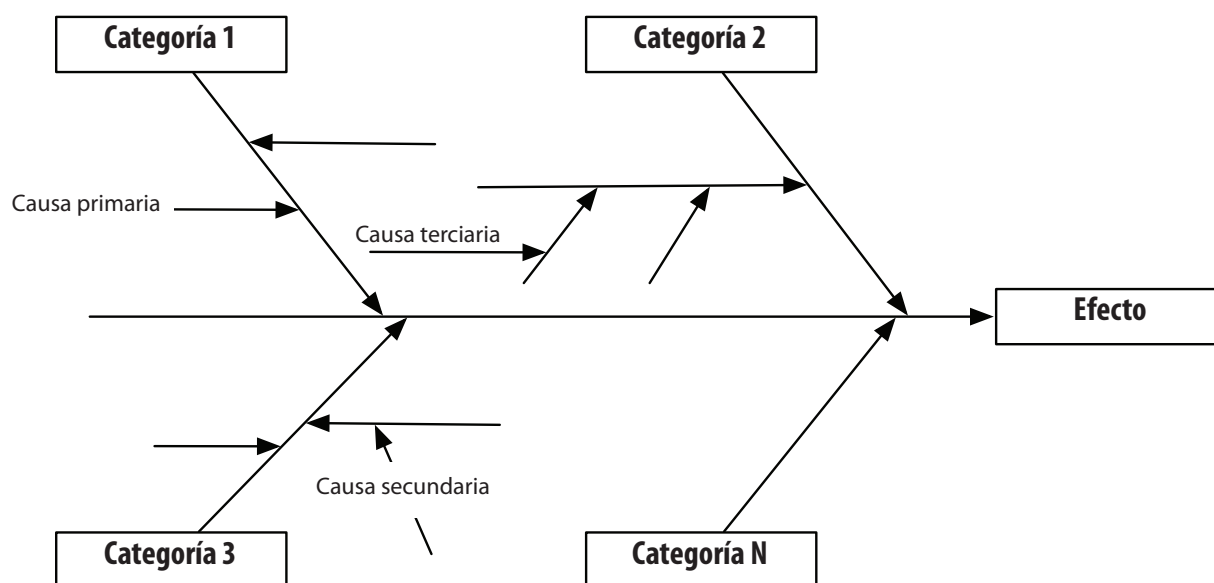 Categoría 1
Categoría 2
Causa primaria
Causa terciaria
Efecto
Causa secundaria
Categoría 3
Categoría N